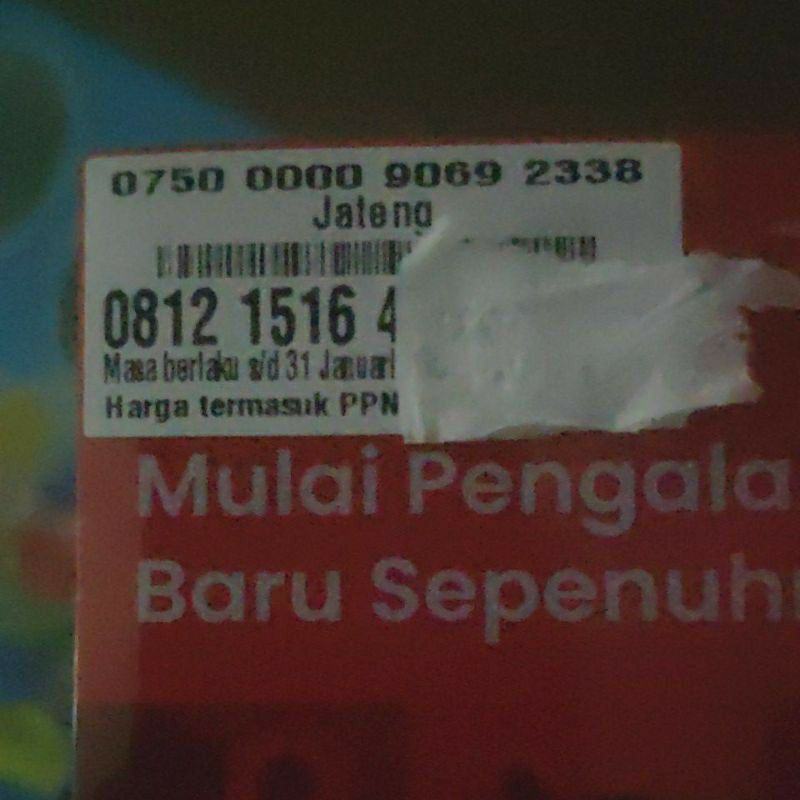 0750 0000 9069 2338
Jateng
0812 1516 4
Masa berlaku s/d 31 Januari
Harga termasuk PPN
Mulai Pengala
Baru Sepenuh